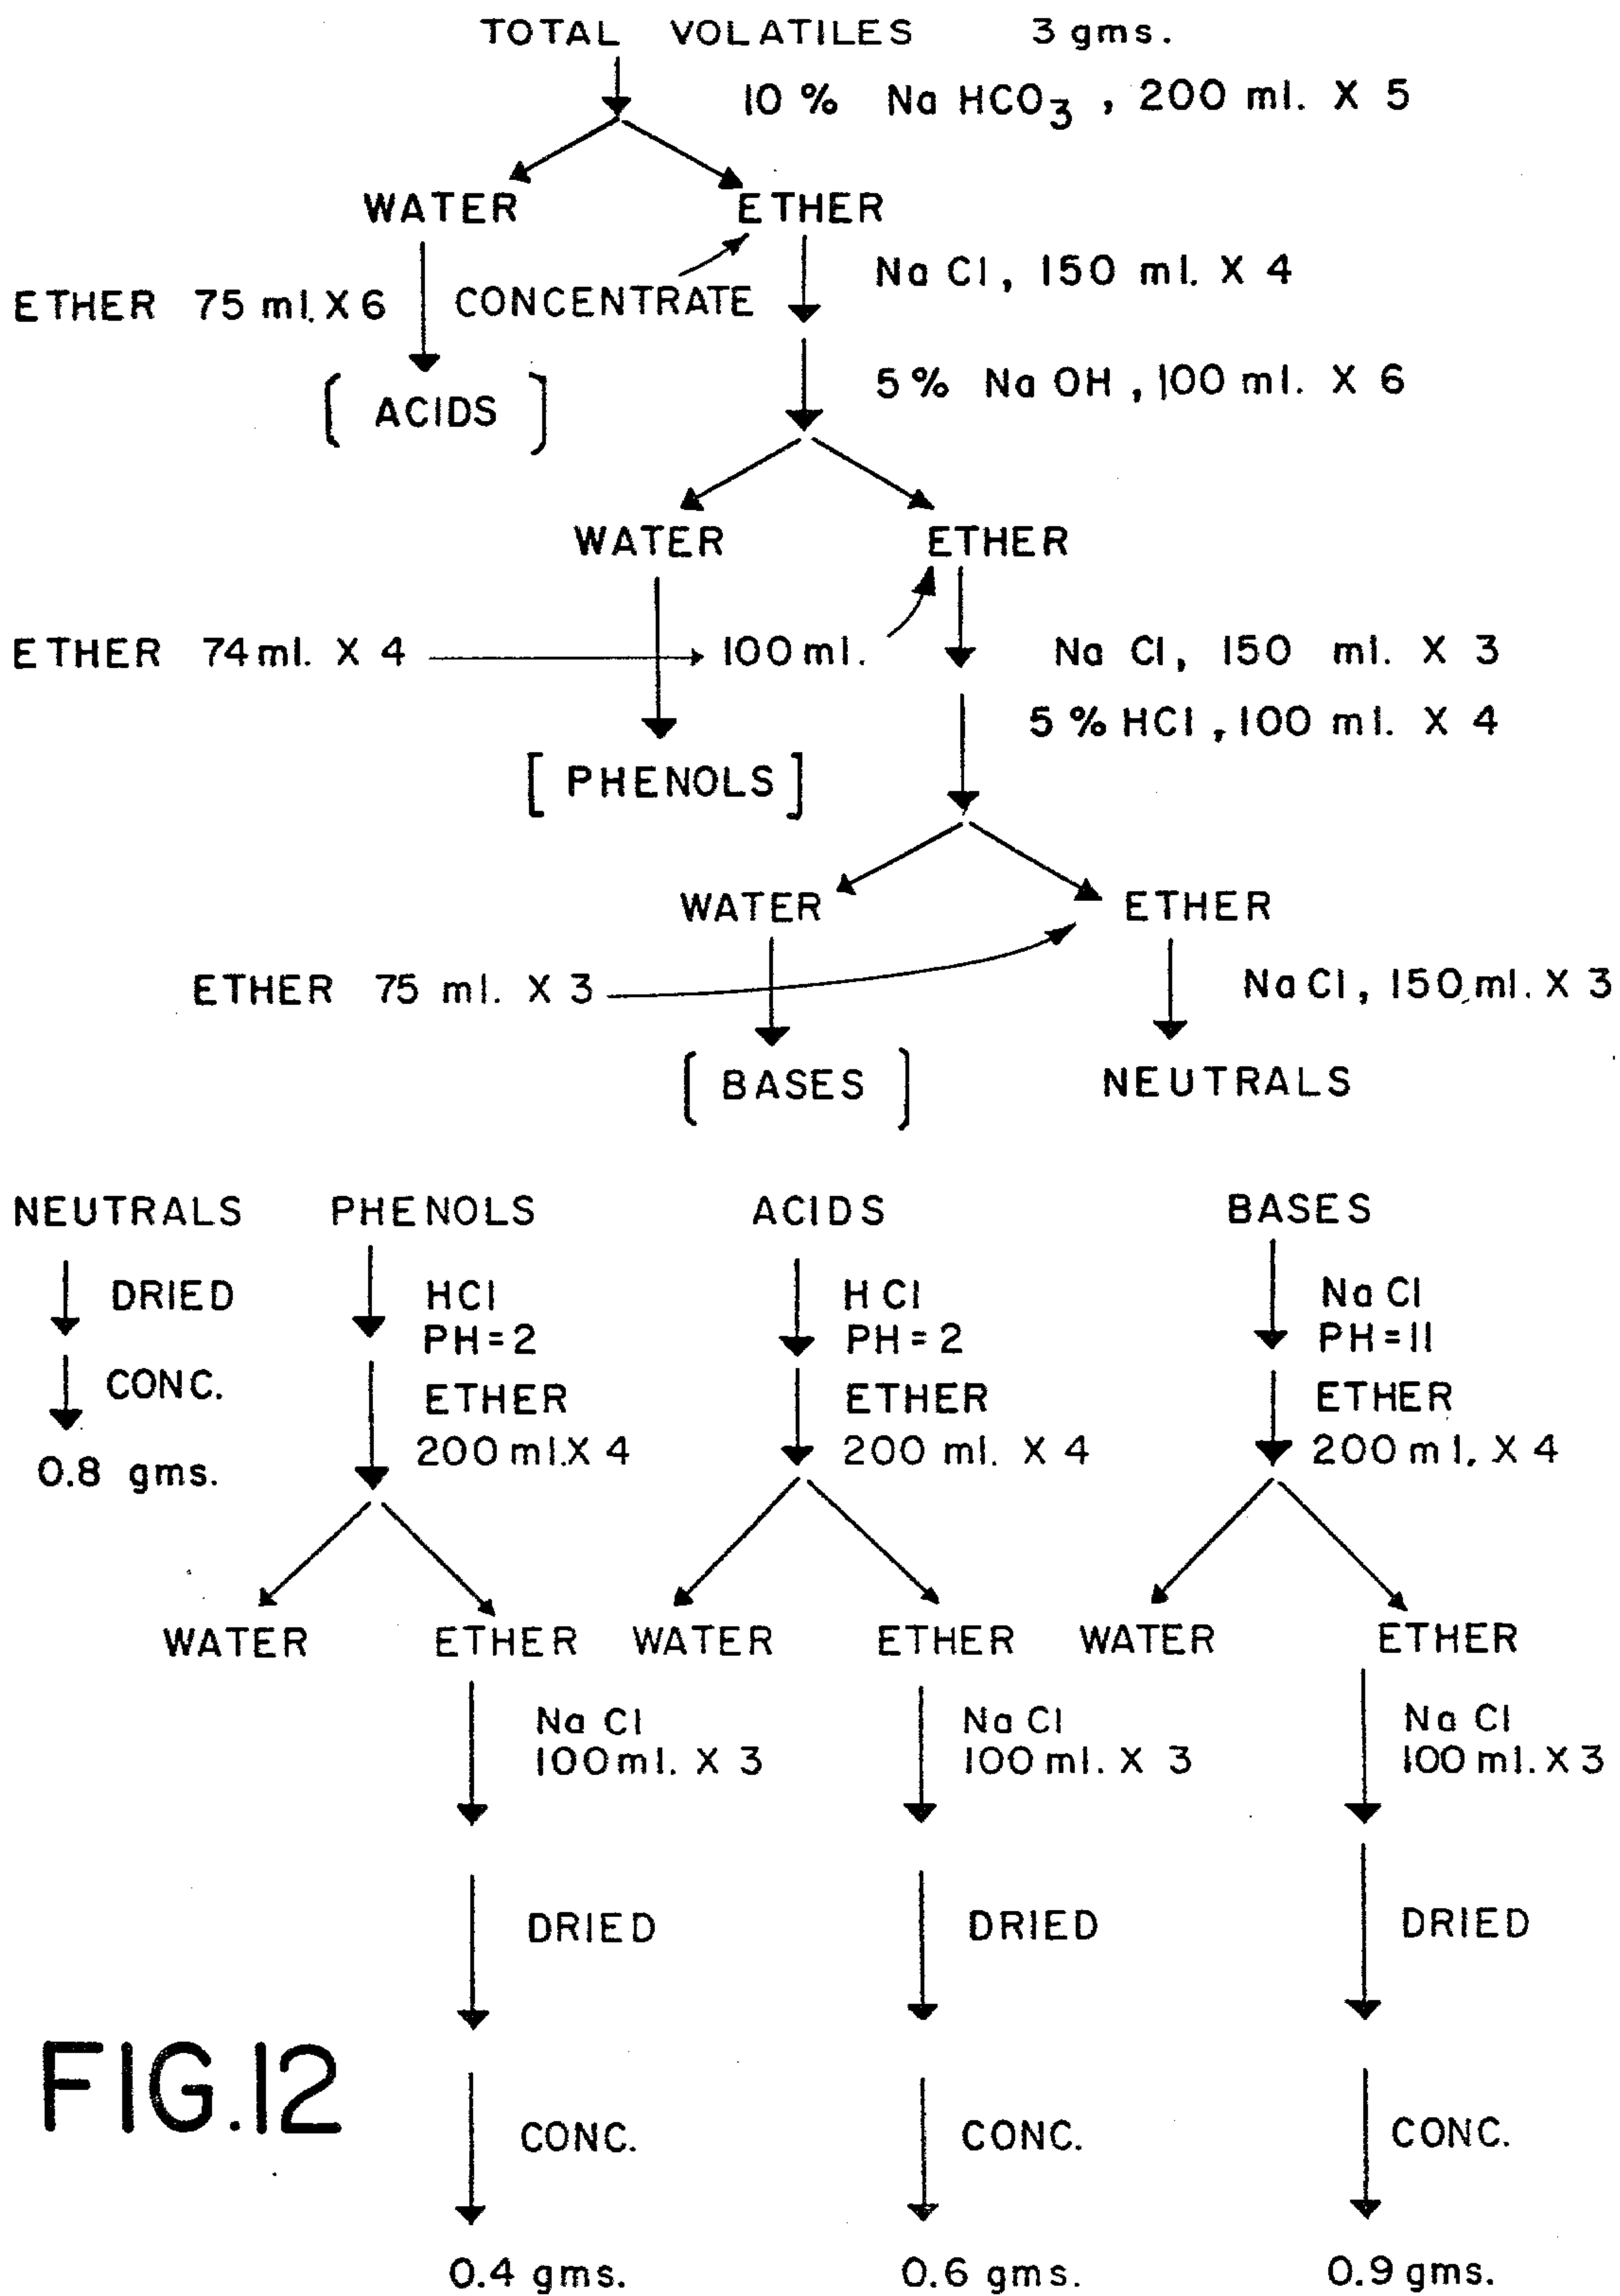 TOTAL VOLATILES 3 gms.
10 % Na HCO3 , 200 ml. X 5
WATER ETHER
Na Cl, 150 ml. X 4
ETHER 75 ml. X 6 CONCENTRATE
5 % Na OH , 100 ml. X 6
[ ACIDS ]
WATER ETHER
ETHER 74 ml. X 4 100 ml. Na Cl, 150 ml. X 3
5 % HCl , 100 ml. X 4
[ PHENOLS ]
WATER ETHER
ETHER 75 ml. X 3 Na Cl, 150 ml. X 3
[ BASES ] NEUTRALS
NEUTRALS PHENOLS ACIDS BASES
DRIED HCl H Cl Na Cl
PH=2 PH=2 PH=11
CONC. ETHER ETHER ETHER
0.8 gms. 200 ml. X 4 200 ml. X 4 200 ml. X 4
WATER ETHER WATER ETHER WATER ETHER
Na Cl Na Cl Na Cl
100 ml. X 3 100 ml. X 3 100 ml. X 3
DRIED DRIED DRIED
FIG.12
CONC. CONC. CONC.
0.4 gms. 0.6 gms. 0.9 gms.